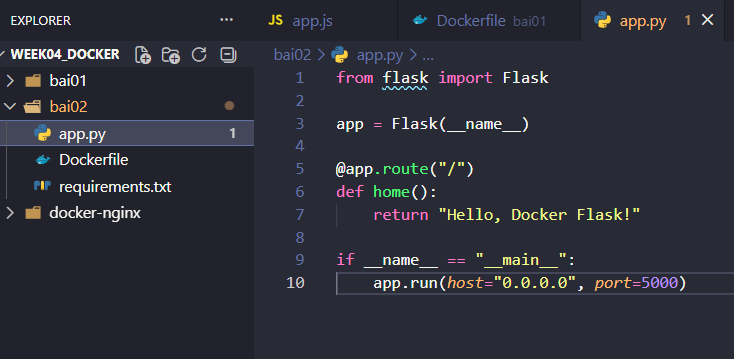 EXPLORER ...
WEEK04_DOCKER
bai01
bai02
app.py 1
Dockerfile
requirements.txt
docker-nginx
JS app.js Dockerfile bai01 app.py 1
bai02 > app.py > ...
1 from flask import Flask
2
3 app = Flask(__name__)
4
5 @app.route("/")
6 def home():
7     return "Hello, Docker Flask!"
8
9 if __name__ == "__main__":
10     app.run(host="0.0.0.0", port=5000)